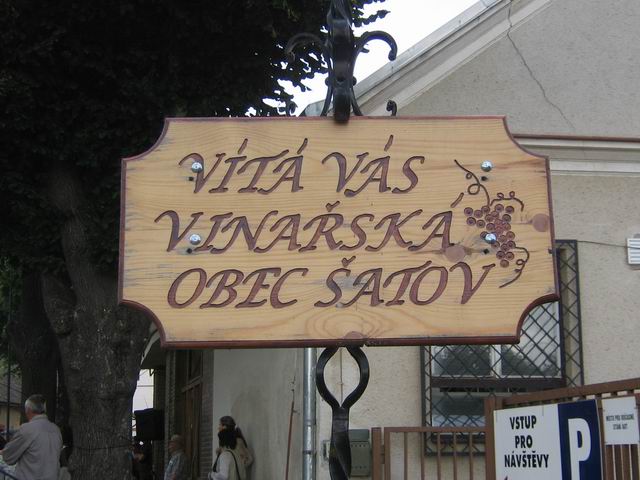 VÍTÁ VÁS
VINAŘSKÁ
OBEC ŠATOV
VSTUP
PRO
NÁVŠTĚVY
P